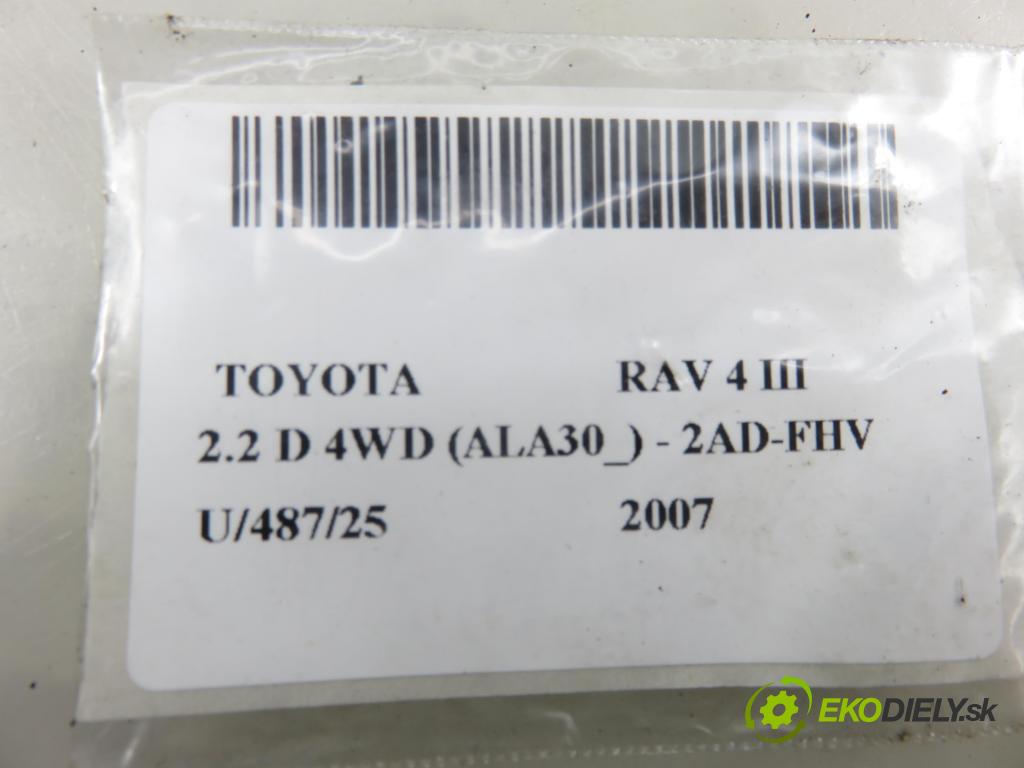 TOYOTA RAV 4 III
2.2 D 4WD (ALA30_) - 2AD-FHV
U/487/25 2007
EKODIELY.sk